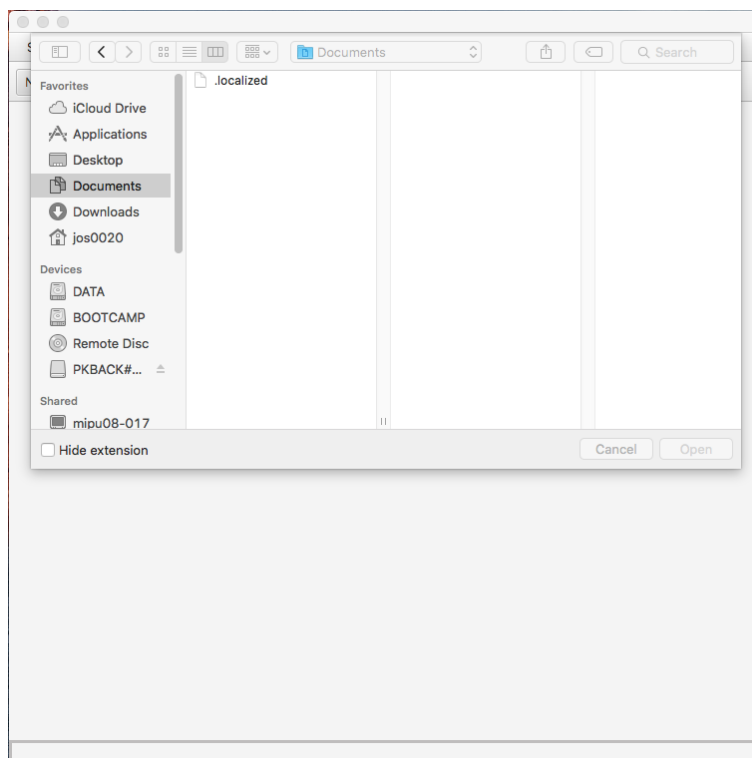 S
Documents
Search
N
Favorites
iCloud Drive
Applications
Desktop
Documents
Downloads
jos0020
Devices
DATA
BOOTCAMP
Remote Disc
PKBACK#...
Shared
mipu08-017
.localized
Hide extension
Cancel
Open